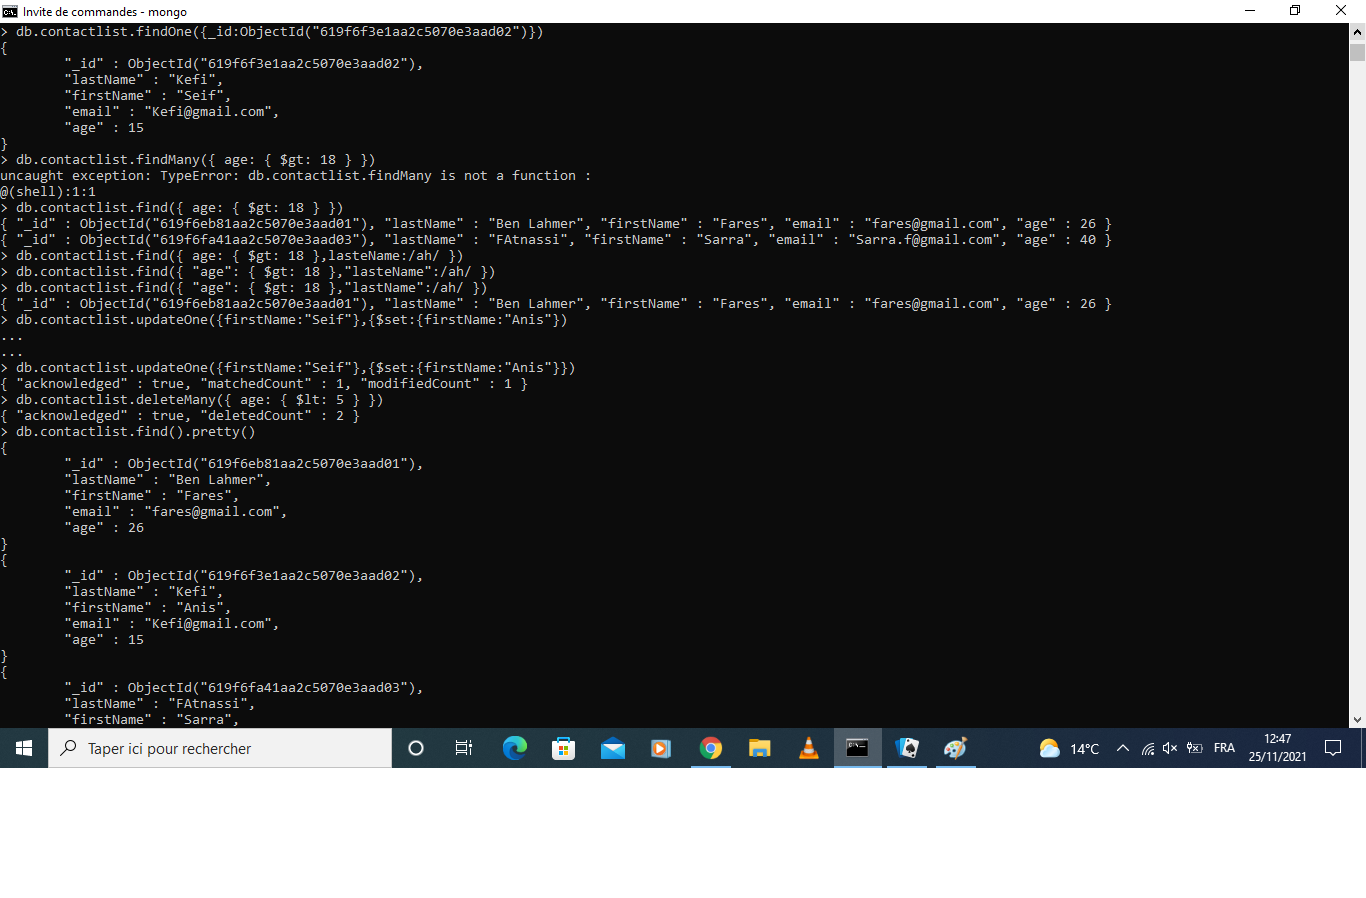 Invite de commandes - mongo
> db.contactlist.findOne({_id:ObjectId("619f6f3e1aa2c5070e3aad02")})
{
"_id" : ObjectId("619f6f3e1aa2c5070e3aad02"),
"lastName" : "Kefi",
"firstName" : "Seif",
"email" : "Kefi@gmail.com",
"age" : 15
}
> db.contactlist.findMany({ age: { $gt: 18 } })
uncaught exception: TypeError: db.contactlist.findMany is not a function :
@(shell):1:1
> db.contactlist.find({ age: { $gt: 18 } })
{ "_id" : ObjectId("619f6eb81aa2c5070e3aad01"), "lastName" : "Ben Lahmer", "firstName" : "Fares", "email" : "fares@gmail.com", "age" : 26 }
{ "_id" : ObjectId("619f6fa41aa2c5070e3aad03"), "lastName" : "FAtnassi", "firstName" : "Sarra", "email" : "Sarra.f@gmail.com", "age" : 40 }
> db.contactlist.find({ age: { $gt: 18 },lasteName:/ah/ })
> db.contactlist.find({ "age": { $gt: 18 },"lasteName":/ah/ })
> db.contactlist.find({ "age": { $gt: 18 },"lastName":/ah/ })
{ "_id" : ObjectId("619f6eb81aa2c5070e3aad01"), "lastName" : "Ben Lahmer", "firstName" : "Fares", "email" : "fares@gmail.com", "age" : 26 }
> db.contactlist.updateOne({firstName:"Seif"},{$set:{firstName:"Anis"})
...
...
> db.contactlist.updateOne({firstName:"Seif"},{$set:{firstName:"Anis"}})
{ "acknowledged" : true, "matchedCount" : 1, "modifiedCount" : 1 }
> db.contactlist.deleteMany({ age: { $lt: 5 } })
{ "acknowledged" : true, "deletedCount" : 2 }
> db.contactlist.find().pretty()
{
"_id" : ObjectId("619f6eb81aa2c5070e3aad01"),
"lastName" : "Ben Lahmer",
"firstName" : "Fares",
"email" : "fares@gmail.com",
"age" : 26
}
{
"_id" : ObjectId("619f6f3e1aa2c5070e3aad02"),
"lastName" : "Kefi",
"firstName" : "Anis",
"email" : "Kefi@gmail.com",
"age" : 15
}
{
"_id" : ObjectId("619f6fa41aa2c5070e3aad03"),
"lastName" : "FAtnassi",
"firstName" : "Sarra",
Taper ici pour rechercher
14°C
FRA
12:47
25/11/2021